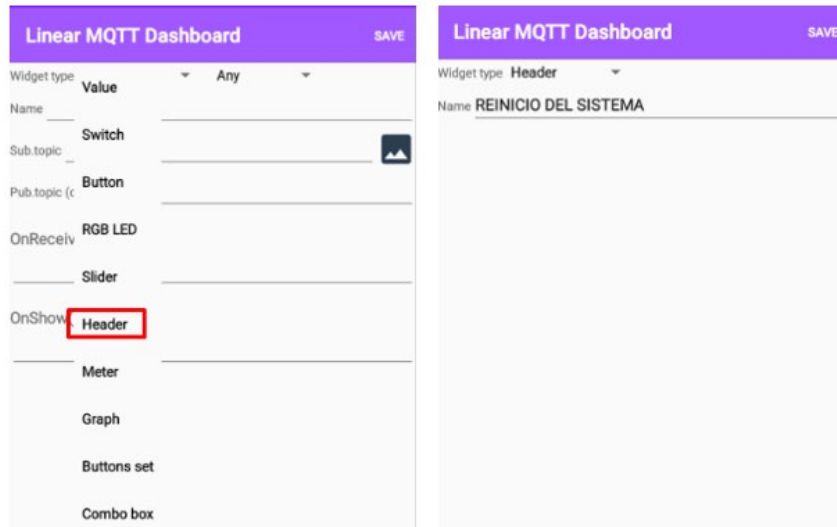 Linear MQTT Dashboard SAVE
Widget type Any
Value
Name
Switch
Sub.topic
Button
Pub.topic (
RGB LED
OnReceiv
Slider
OnShow
Header
Meter
Graph
Buttons set
Combo box
Linear MQTT Dashboard SAVE
Widget type Header
Name REINICIO DEL SISTEMA